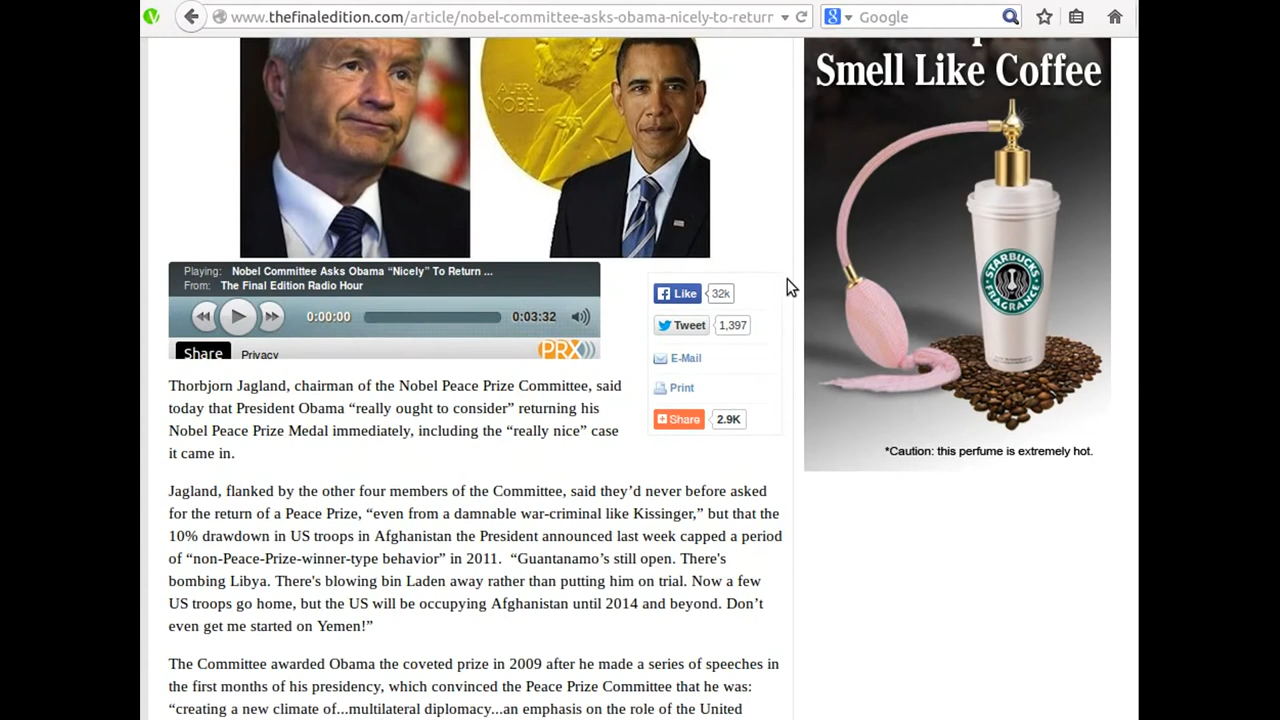 www.thefinaledition.com/article/nobel-committee-asks-obama-nicely-to-returr
Google
Smell Like Coffee
ALFR.
NOBEL
STARBUCKS
FRAGRANCE
*Caution: this perfume is extremely hot.
Playing: Nobel Committee Asks Obama “Nicely” To Return ...
From: The Final Edition Radio Hour
0:00:00
0:03:32
Share
Privacy
PRX
Like 32k
Tweet 1,397
E-Mail
Print
Share 2.9K
Thorbjorn Jagland, chairman of the Nobel Peace Prize Committee, said
today that President Obama “really ought to consider” returning his
Nobel Peace Prize Medal immediately, including the “really nice” case
it came in.
Jagland, flanked by the other four members of the Committee, said they’d never before asked
for the return of a Peace Prize, “even from a damnable war-criminal like Kissinger,” but that the
10% drawdown in US troops in Afghanistan the President announced last week capped a period
of “non-Peace-Prize-winner-type behavior” in 2011. “Guantanamo’s still open. There's
bombing Libya. There's blowing bin Laden away rather than putting him on trial. Now a few
US troops go home, but the US will be occupying Afghanistan until 2014 and beyond. Don’t
even get me started on Yemen!”
The Committee awarded Obama the coveted prize in 2009 after he made a series of speeches in
the first months of his presidency, which convinced the Peace Prize Committee that he was:
“creating a new climate of...multilateral diplomacy...an emphasis on the role of the United